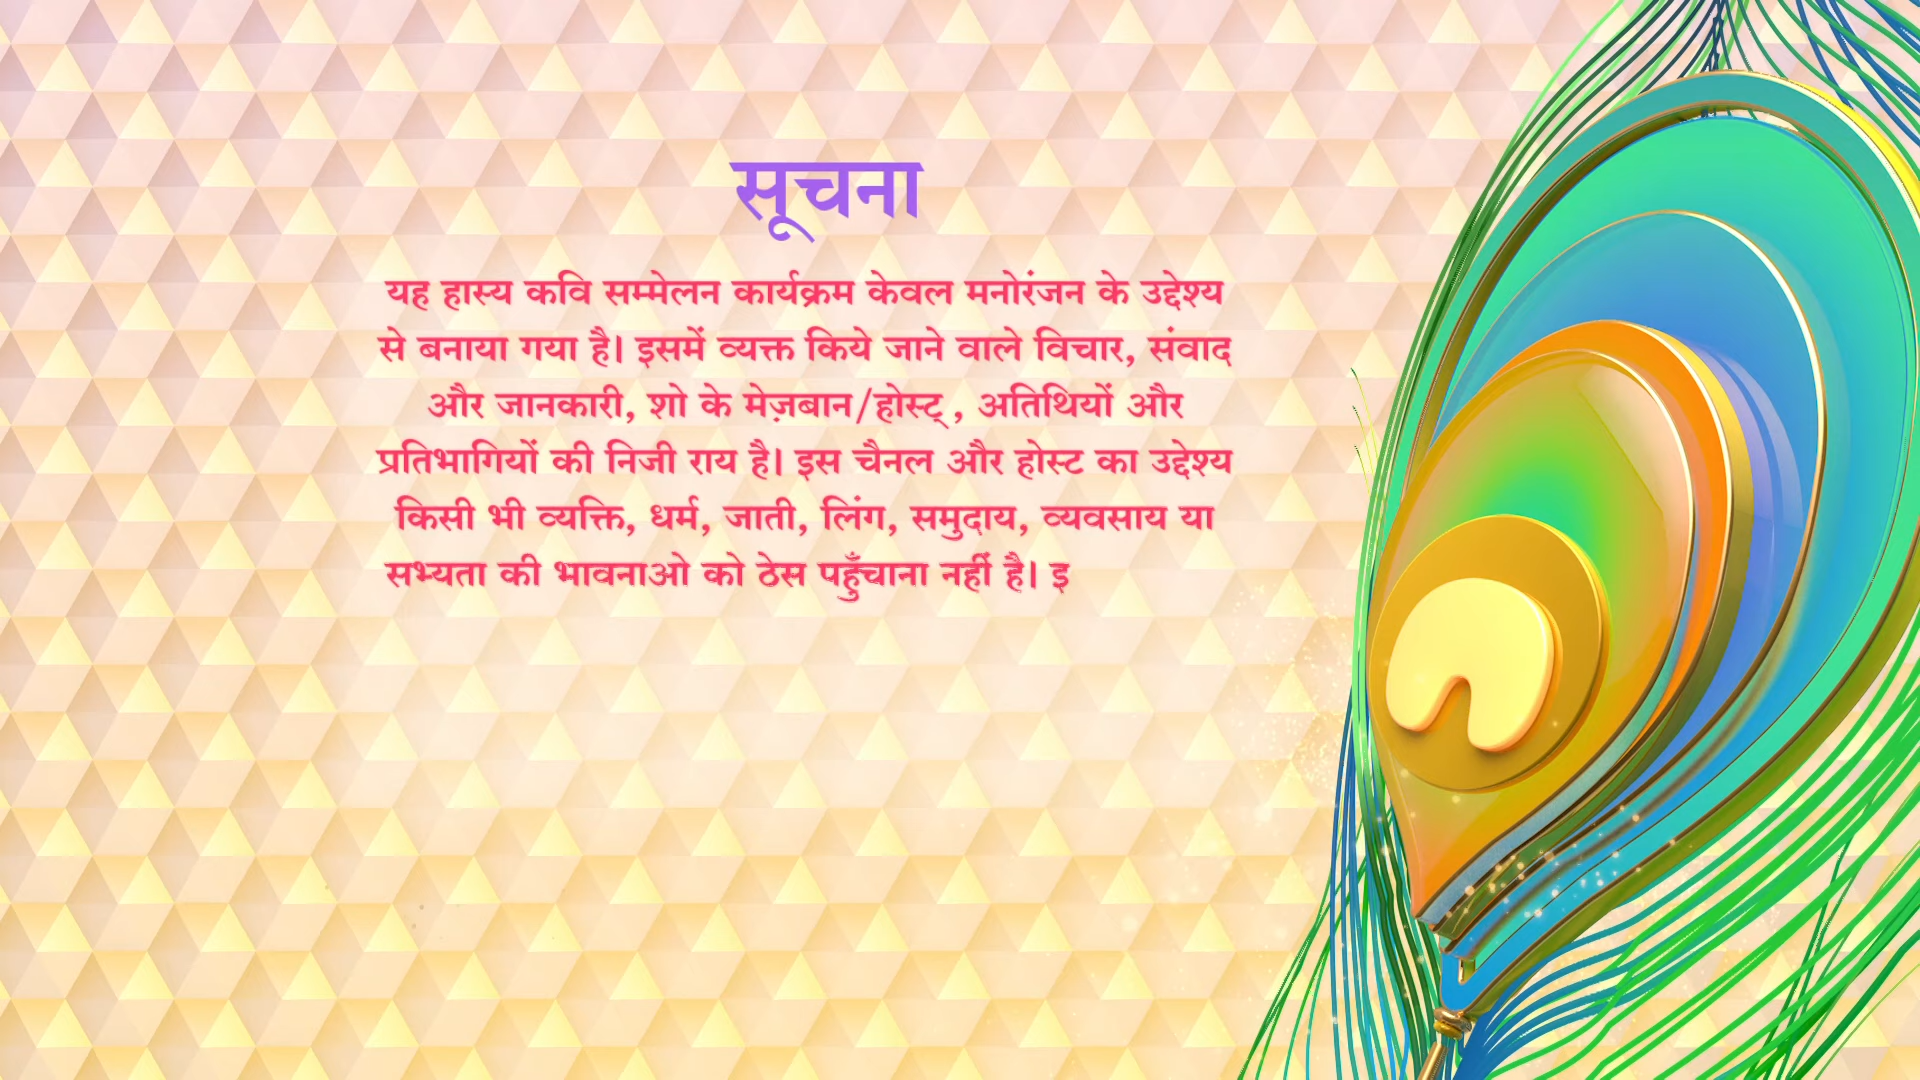 सूचना
यह हास्य कवि सम्मेलन कार्यक्रम केवल मनोरंजन के उद्देश्य
से बनाया गया है। इसमें व्यक्त किये जाने वाले विचार, संवाद
और जानकारी, शो के मेज़बान/होस्ट्, अतिथियों और
प्रतिभागियों की निजी राय है। इस चैनल और होस्ट का उद्देश्य
किसी भी व्यक्ति, धर्म, जाती, लिंग, समुदाय, व्यवसाय या
सभ्यता की भावनाओ को ठेस पहुँचाना नहीं है। इ